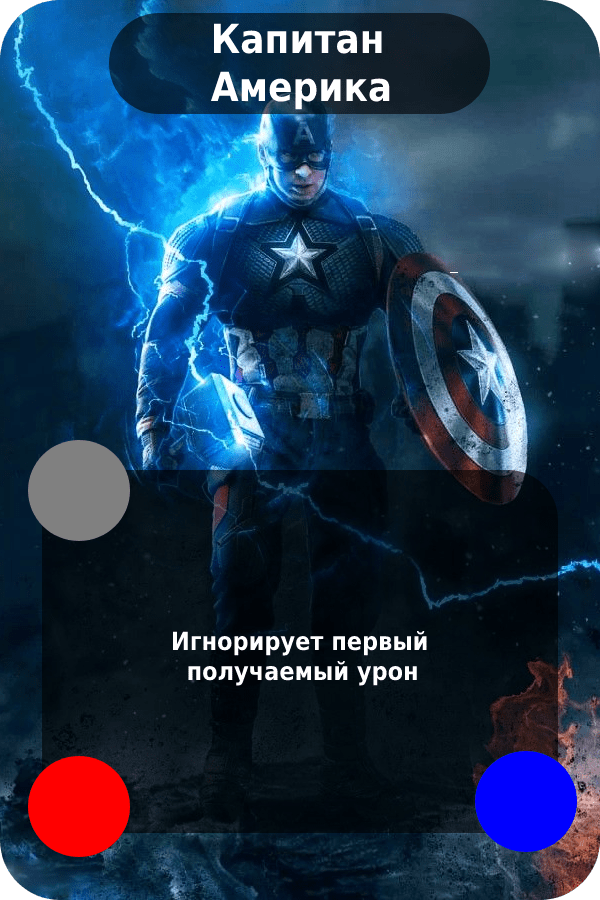 Капитан
Америка
A
Игнорирует первый
получаемый урон